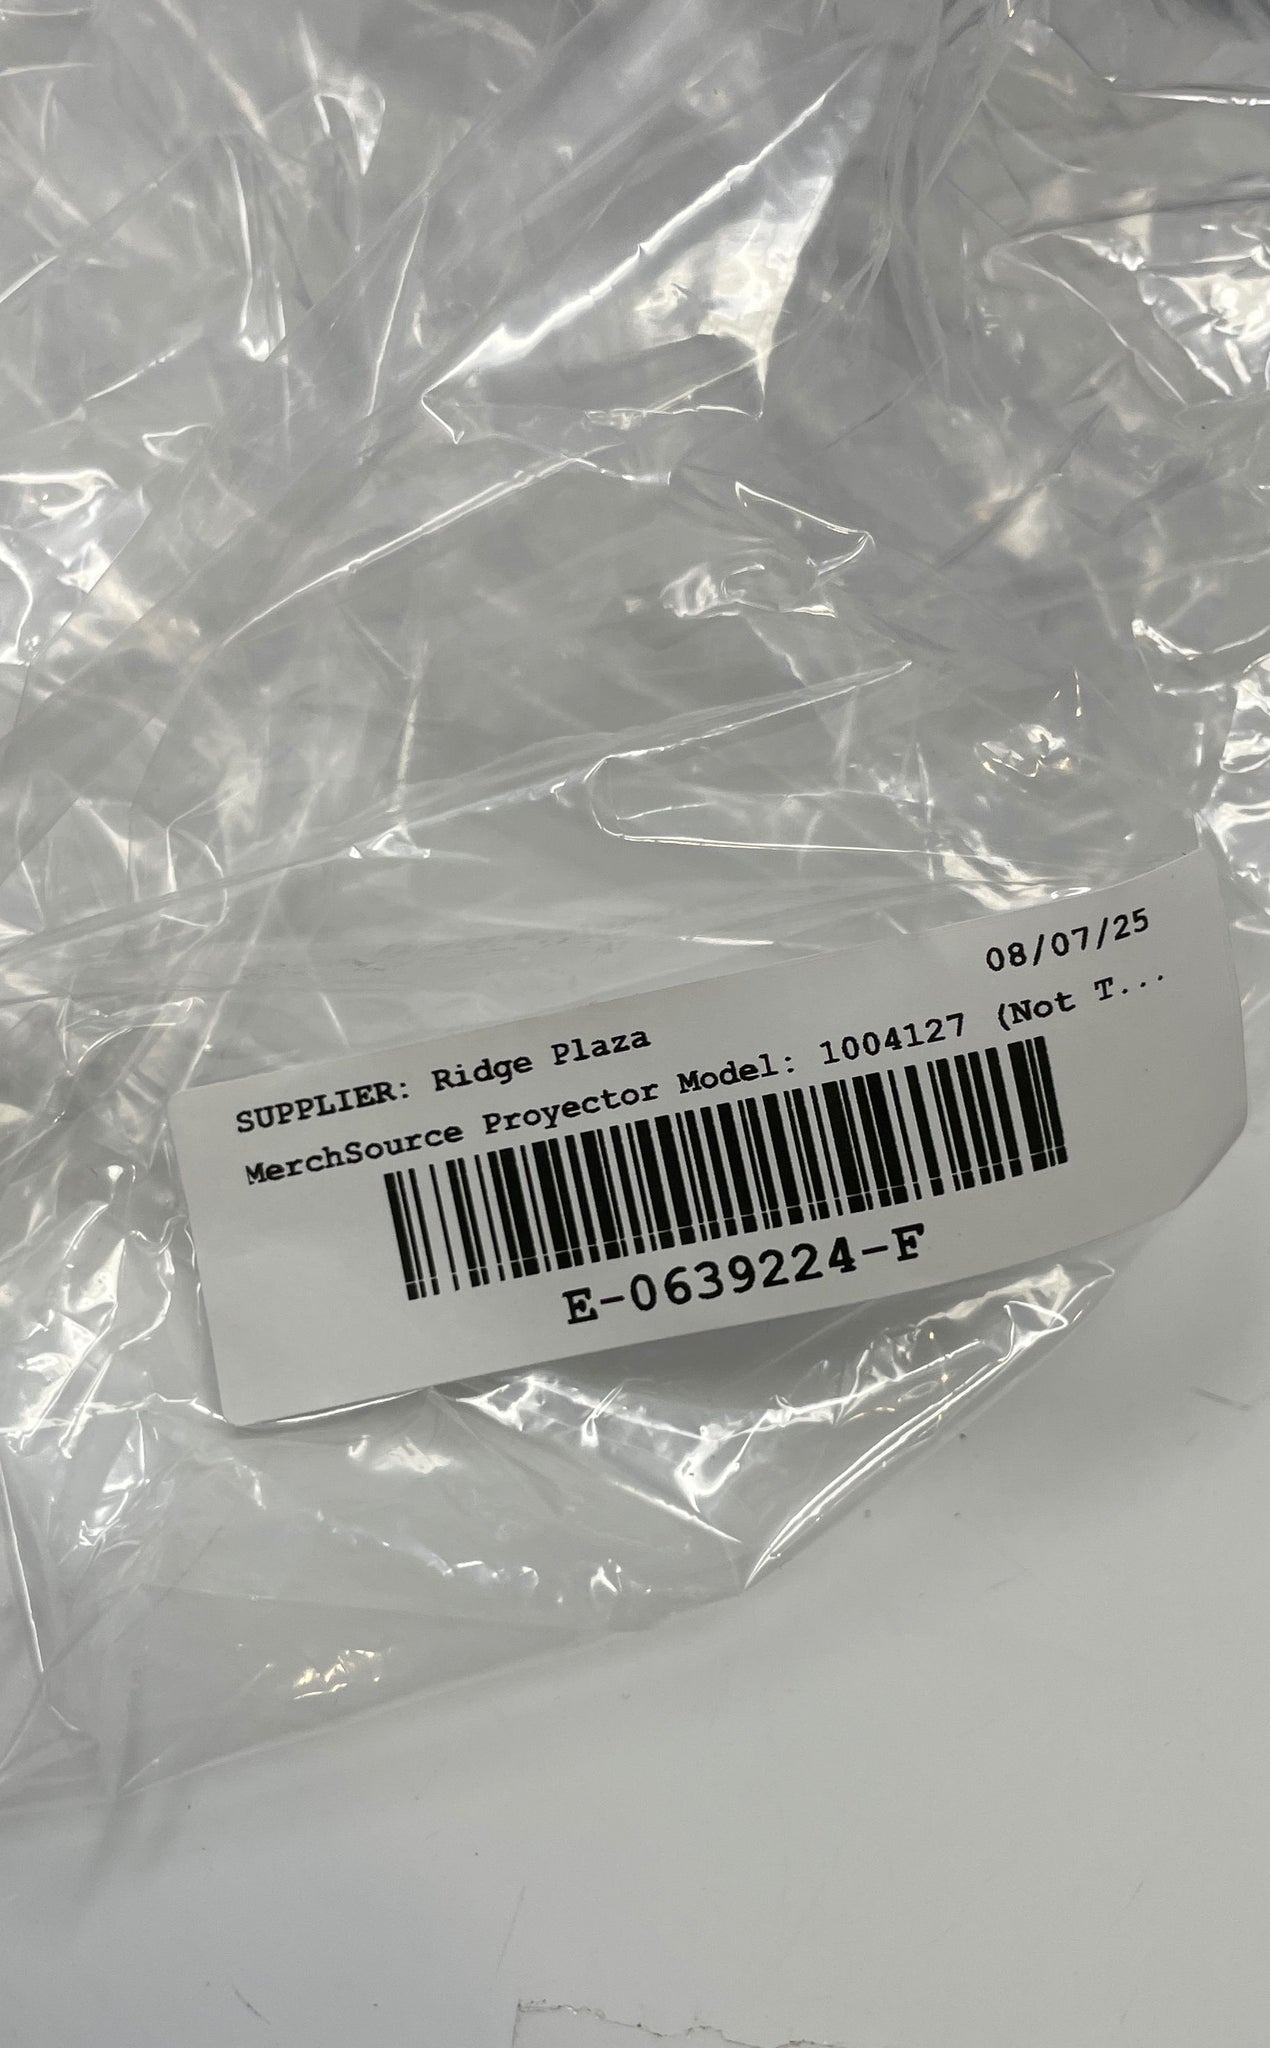 08/07/25
SUPPLIER: Ridge Plaza
MerchSource Proyector Model: 1004127 (Not T...
E-0639224-F